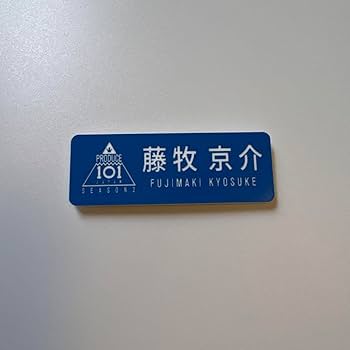 PRODUCE
101
JAPAN
SEASON2
藤牧 京介
FUJIMAKI KYOSUKE